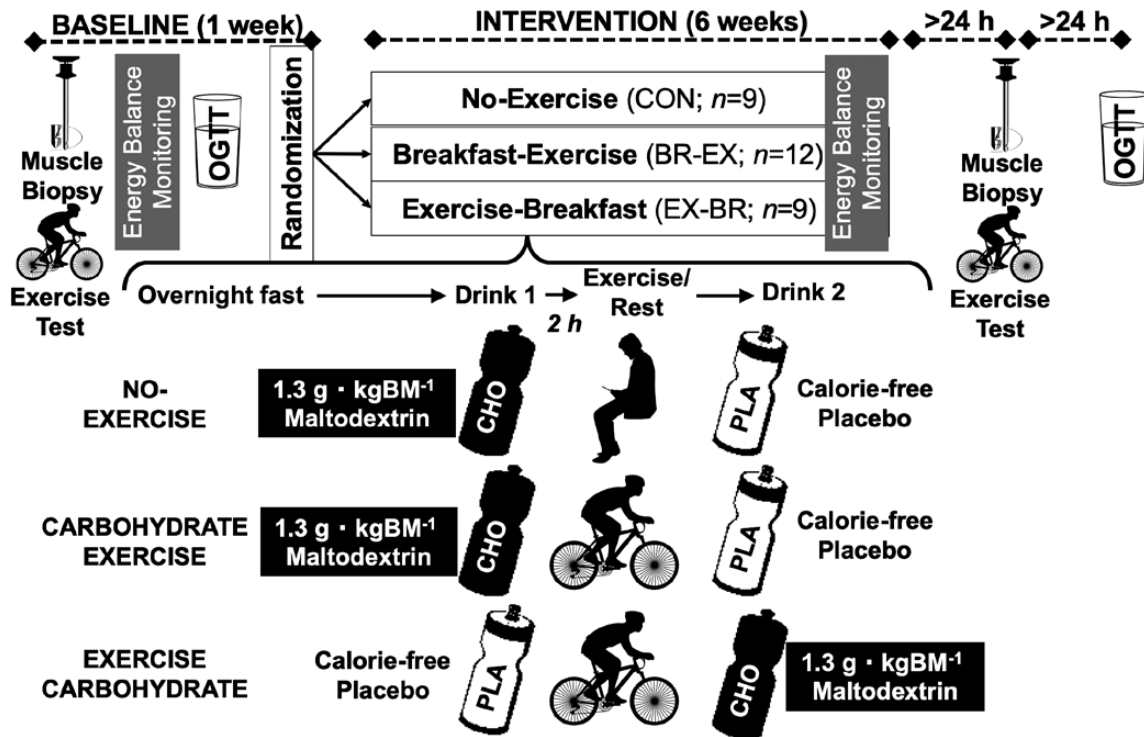 BASELINE (1 week)
INTERVENTION (6 weeks)
>24 h
>24 h
Muscle
Biopsy
Exercise
Test
Energy Balance
Monitoring
OGTT
Randomization
No-Exercise (CON; n=9)
Breakfast-Exercise (BR-EX; n=12)
Exercise-Breakfast (EX-BR; n=9)
Energy Balance
Monitoring
Muscle
Biopsy
Exercise
Test
OGTT
Overnight fast
Drink 1
2 h
Exercise/
Rest
Drink 2
NO-
EXERCISE
1.3 g · kgBM⁻¹
Maltodextrin
CHO
PLA
Calorie-free
Placebo
CARBOHYDRATE
EXERCISE
1.3 g · kgBM⁻¹
Maltodextrin
CHO
PLA
Calorie-free
Placebo
EXERCISE
CARBOHYDRATE
Calorie-free
Placebo
PLA
CHO
1.3 g · kgBM⁻¹
Maltodextrin